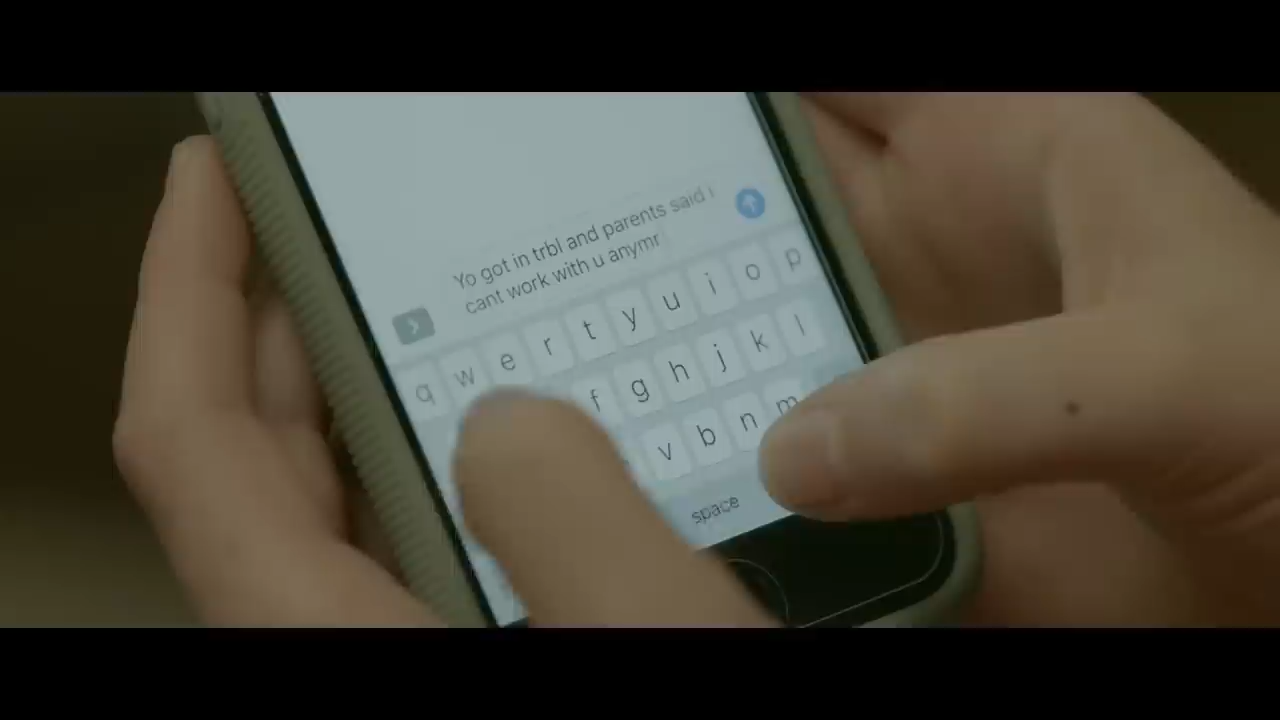 Yo got in trbl and parents said i
cant work with u anymr
q w e r t y u i o p
f g h j k l
v b n m
space